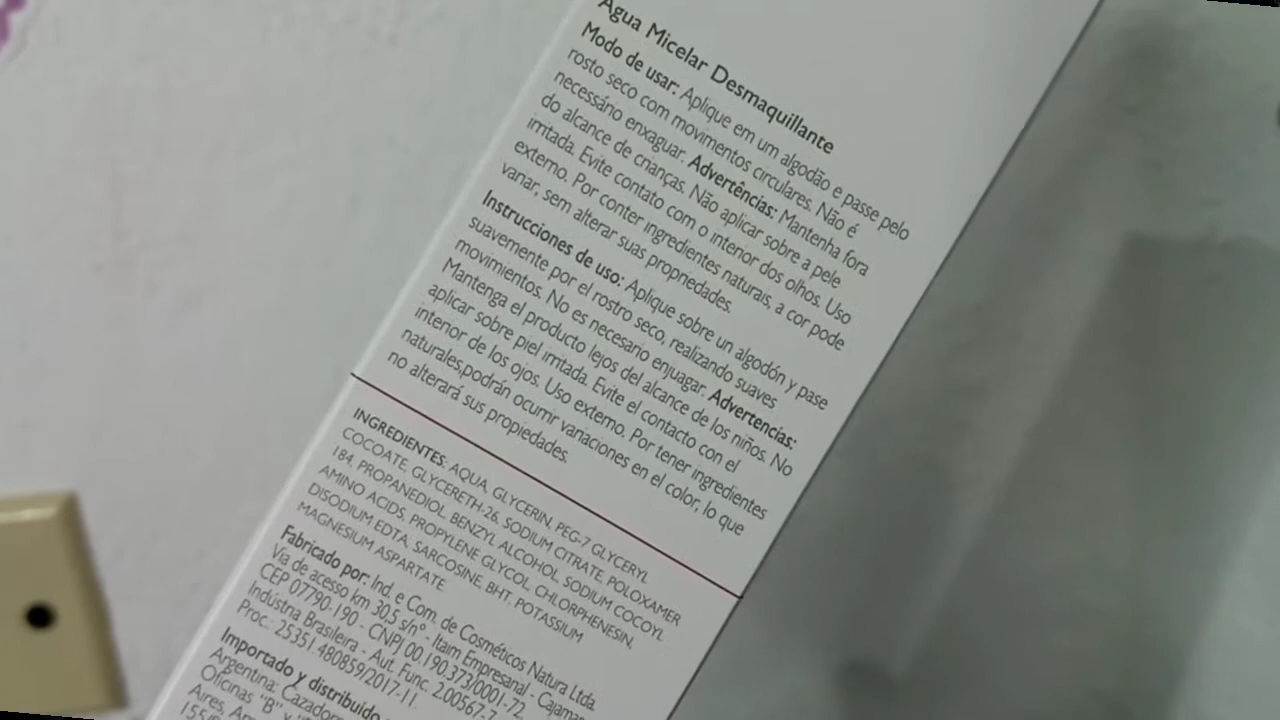 Água Micelar Desmaquillante
Modo de usar: Aplique em um algodão e passe pelo
rosto seco com movimentos circulares. Não é
necessário enxaguar. Advertências: Mantenha fora
do alcance de crianças. Não aplicar sobre a pele
irritada. Evite contato com o interior dos olhos. Uso
externo. Por conter ingredientes naturais, a cor pode
variar, sem alterar suas propriedades.
Instrucciones de uso: Aplique sobre un algodón y pase
suavemente por el rostro seco, realizando suaves
movimientos. No es necesario enjuagar. Advertencias:
Mantenga el producto lejos del alcance de los niños. No
aplicar sobre piel irritada. Evite el contacto con el
interior de los ojos. Uso externo. Por tener ingredientes
naturales,podrán ocurrir variaciones en el color, lo que
no alterará sus propiedades.
INGREDIENTES: AQUA, GLYCERIN, PEG-7 GLYCERYL
COCOATE, GLYCERETH-26, SODIUM CITRATE, POLOXAMER
184, PROPANEDIOL, BENZYL ALCOHOL, SODIUM COCOYL
AMINO ACIDS, PROPYLENE GLYCOL, CHLORPHENESIN,
DISODIUM EDTA, SARCOSINE, BHT, POTASSIUM
MAGNESIUM ASPARTATE
Fabricado por: Ind. e Com. de Cosméticos Natura Ltda.
Via de acesso km 30,5 s/nº - Itaim Empresarial - Cajamar
CEP 07790-190 - CNPJ 00.190.373/0001-72.
Indústria Brasileira - Aut. Func. 2.00567-7
Proc.: 25351.480859/2017-11.
Importado y distribuido
Argentina:
Oficinas "B" y
Aires,